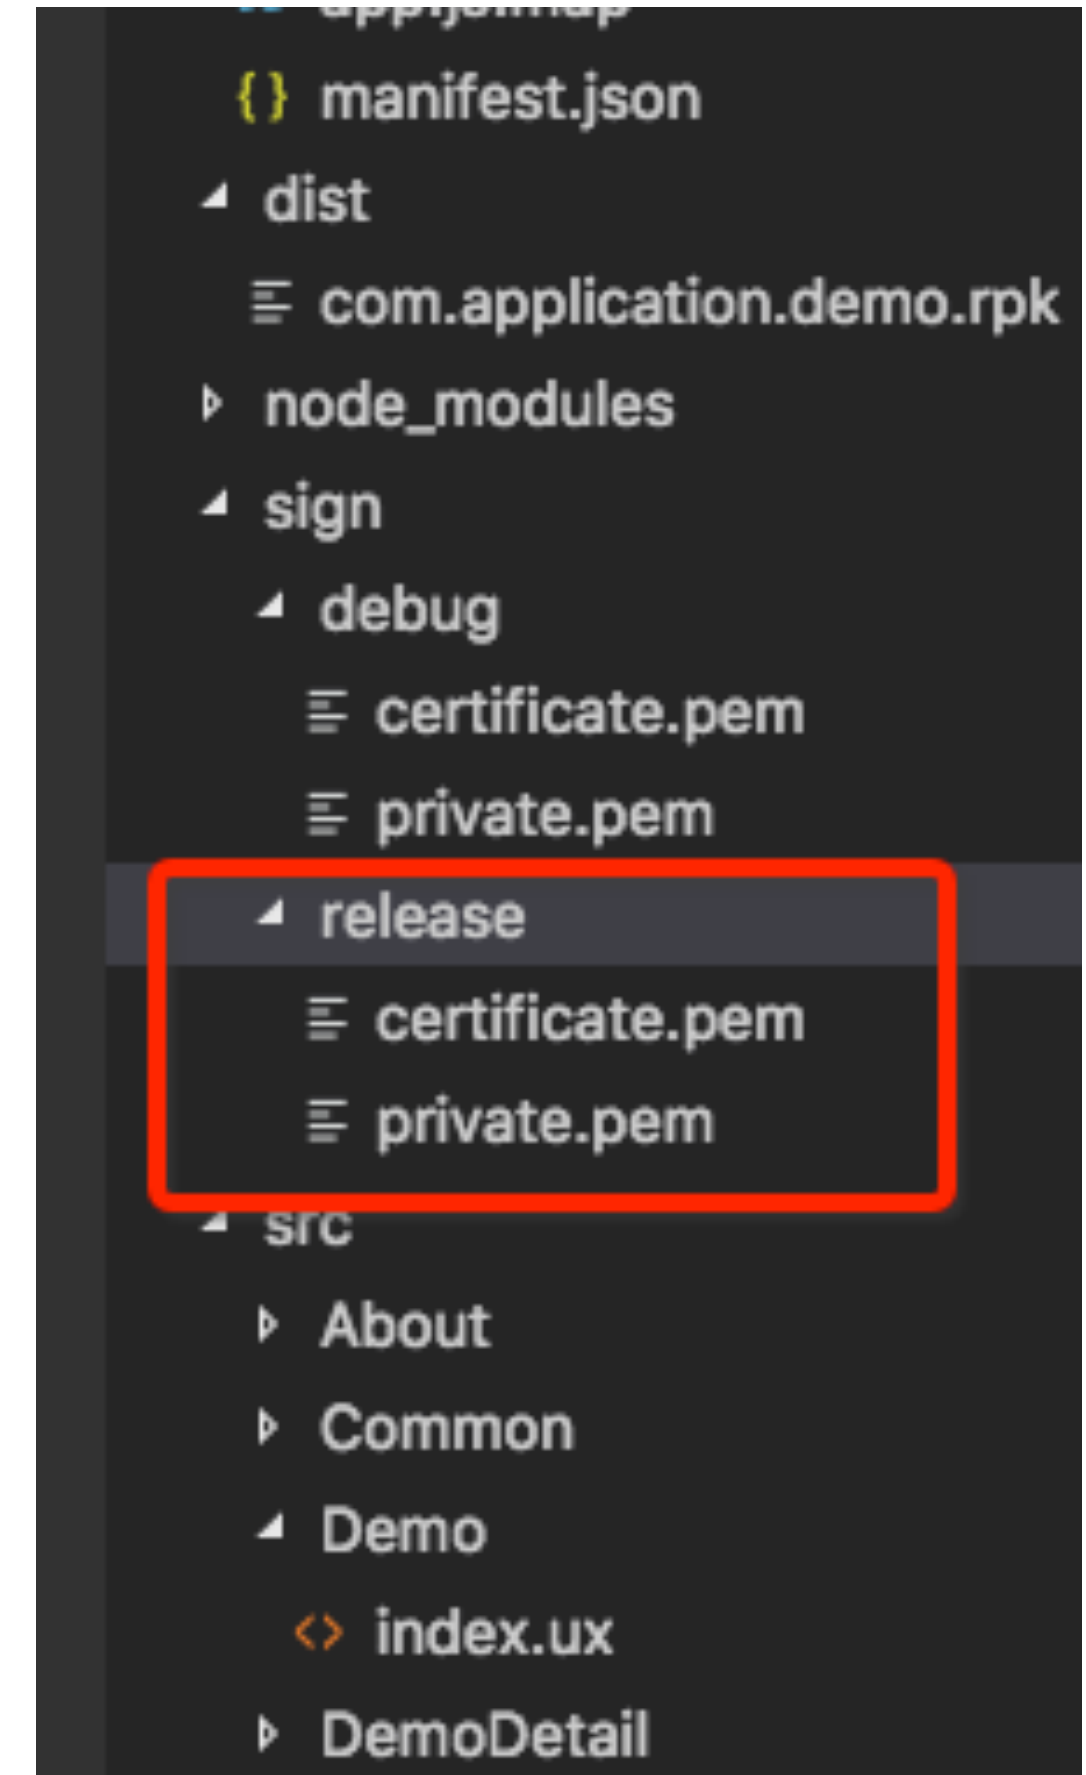 manifest.json
dist
com.application.demo.rpk
node_modules
sign
debug
certificate.pem
private.pem
release
certificate.pem
private.pem
src
About
Common
Demo
index.ux
DemoDetail